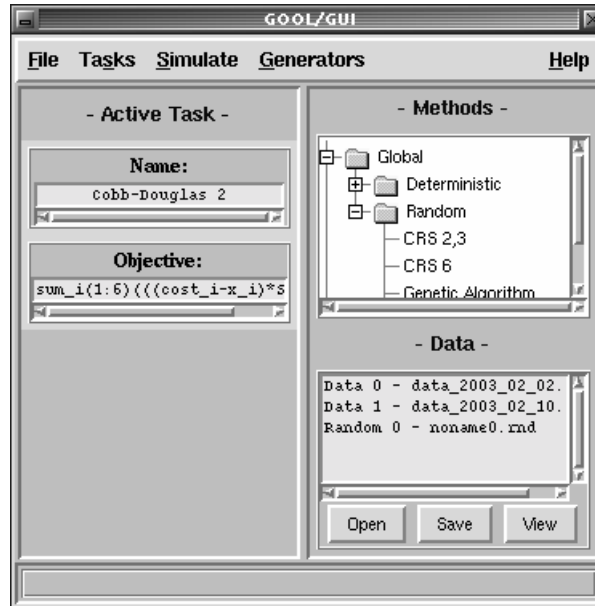 GOOL/GUI
File Tasks Simulate Generators Help
- Active Task -
Name:
Cobb-Douglas 2
Objective:
sum_i(1:6)(((cost_i-x_i)*S
- Methods -
Global
Deterministic
Random
CRS 2,3
CRS 6
Genetic Algorithm
- Data -
Data 0 - data_2003_02_02.
Data 1 - data_2003_02_10.
Random 0 - noname0.rnd
Open Save View